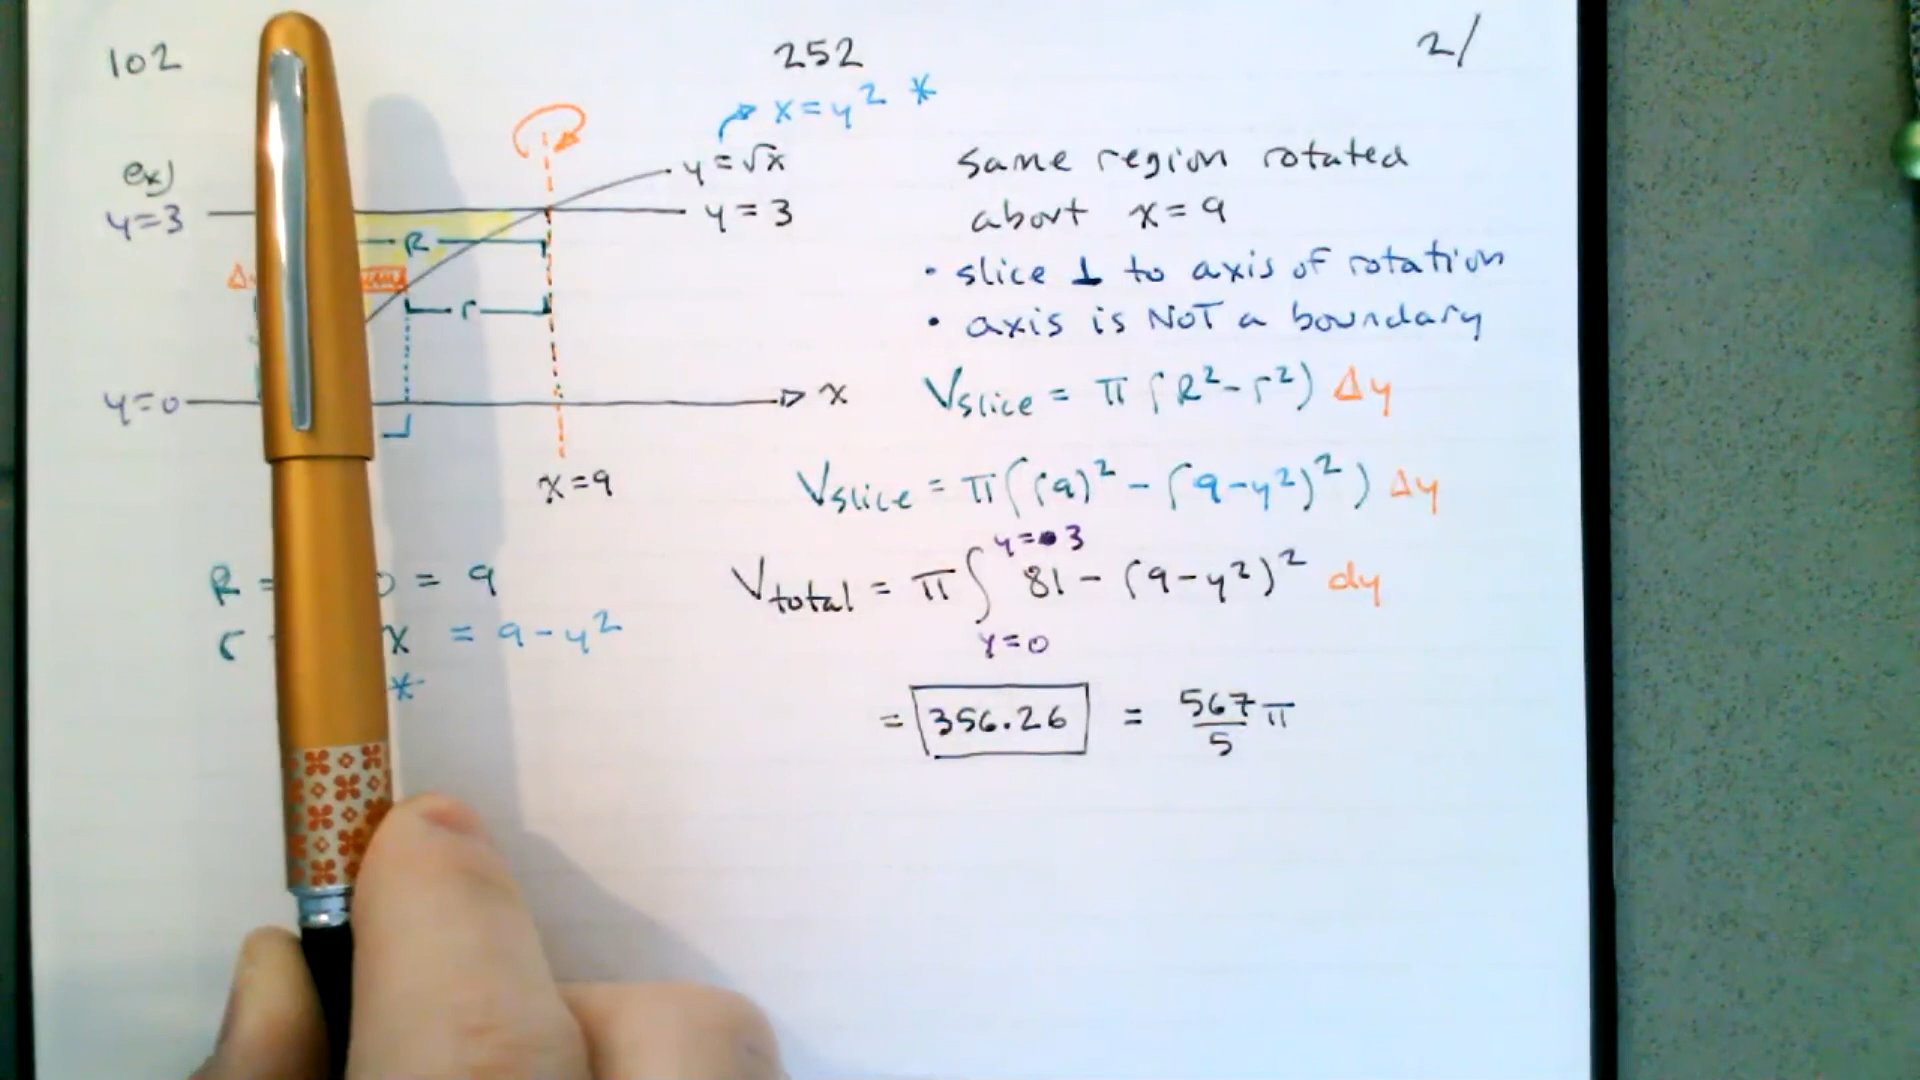 102 252 2/
x = y² *
ex)
y = √x
y = 3
y = 3
R
Δ
r
y = 0
x
x = 9
same region rotated
about x = 9
• slice ⊥ to axis of rotation
• axis is NOT a boundary
Vslice = π (R² - r²) Δy
Vslice = π((9)² - (9-y²)²) Δy
R = 0 = 9
r x = 9 - y²
*
Vtotal = π ∫ 81 - (9-y²)² dy
y = 3
y = 0
= 356.26 = 567/5 π